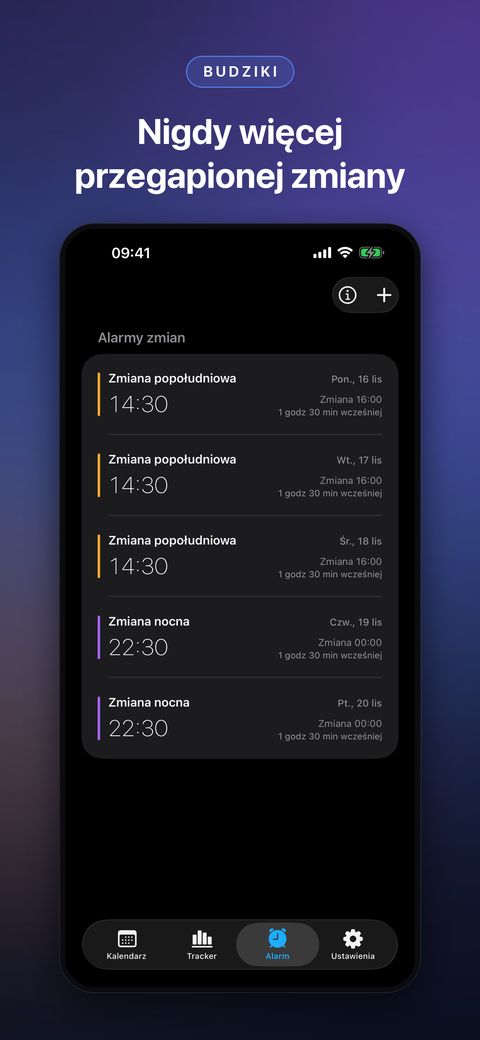 BUDZIKI
Nigdy więcej
przegapionej zmiany
09:41
Alarmy zmian
Zmiana popołudniowa
Pon., 16 lis
14:30
Zmiana 16:00
1 godz 30 min wcześniej
Zmiana popołudniowa
Wt., 17 lis
14:30
Zmiana 16:00
1 godz 30 min wcześniej
Zmiana popołudniowa
Śr., 18 lis
14:30
Zmiana 16:00
1 godz 30 min wcześniej
Zmiana nocna
Czw., 19 lis
22:30
Zmiana 00:00
1 godz 30 min wcześniej
Zmiana nocna
Pt., 20 lis
22:30
Zmiana 00:00
1 godz 30 min wcześniej
Kalendarz
Tracker
Alarm
Ustawienia